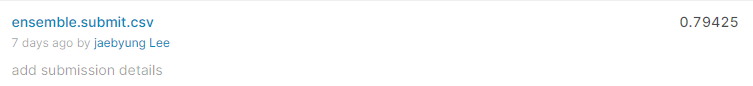 ensemble.submit.csv 0.79425
7 days ago by jaebyung Lee
add submission details